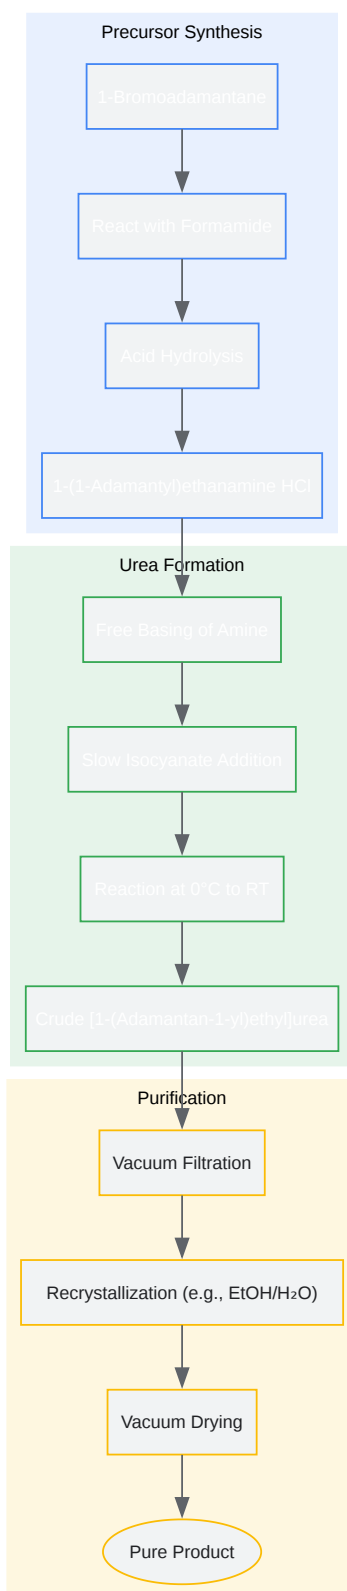 Precursor Synthesis
1-Bromoadamantane
React with Formamide
Acid Hydrolysis
1-(1-Adamantyl)ethanamine HCl
Urea Formation
Free Basing of Amine
Slow Isocyanate Addition
Reaction at 0°C to RT
Crude [1-(Adamantan-1-yl)ethyl]urea
Purification
Vacuum Filtration
Recrystallization (e.g., EtOH/H₂O)
Vacuum Drying
Pure Product